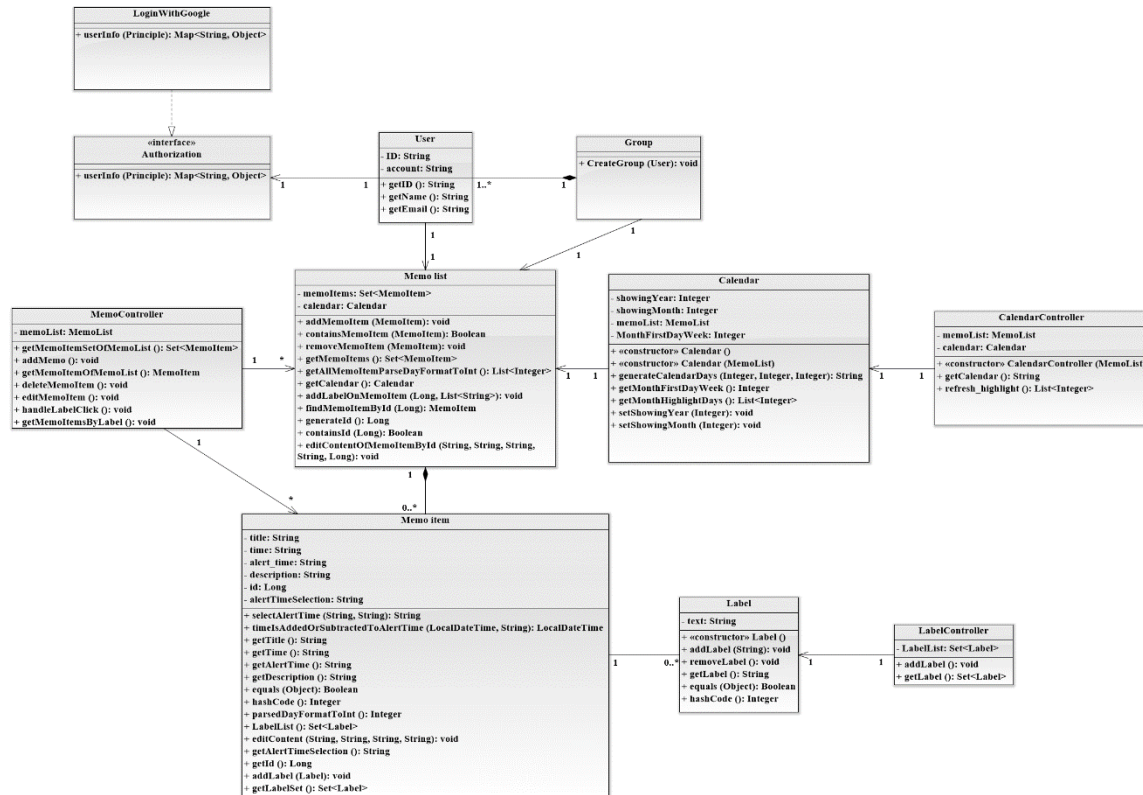 LoginWithGoogle
+ userInfo (Principle): Map<String, Object>
«interface»
Authorization
+ userInfo (Principle): Map<String, Object>
1
1
User
- ID: String
- account: String
+ getID (): String
+ getName (): String
+ getEmail (): String
1..*
1
Group
+ CreateGroup (User): void
1
1
1
1
MemoController
- memoList: MemoList
+ getMemoItemSetOfMemoList (): Set<MemoItem>
+ addMemo (): void
+ getMemoItemOfMemoList (): MemoItem
+ deleteMemoItem (): void
+ editMemoItem (): void
+ handleLabelClick (): void
+ getMemoItemsByLabel (): void
1
*
1
*
Memo list
- memoItems: Set<MemoItem>
- calendar: Calendar
+ addMemoItem (MemoItem): void
+ containsMemoItem (MemoItem): Boolean
+ removeMemoItem (MemoItem): void
+ getMemoItems (): Set<MemoItem>
+ getAllMemoItemParseDayFormatToInt (): List<Integer>
+ getCalendar (): Calendar
+ addLabelOnMemoItem (Long, List<String>): void
+ findMemoItemById (Long): MemoItem
+ generateId (): Long
+ containsId (Long): Boolean
+ editContentOfMemoItemById (String, String, String,
String, Long): void
1
1
Calendar
- showingYear: Integer
- showingMonth: Integer
- memoList: MemoList
- MonthFirstDayWeek: Integer
+ «constructor» Calendar ()
+ «constructor» Calendar (MemoList)
+ generateCalendarDays (Integer, Integer, Integer): String
+ getMonthFirstDayWeek (): Integer
+ getMonthHighlightDays (): List<Integer>
+ setShowingYear (Integer): void
+ setShowingMonth (Integer): void
1
1
CalendarController
- memoList: MemoList
- calendar: Calendar
+ «constructor» CalendarController (MemoList
+ getCalendar (): String
+ refresh_highlight (): List<Integer>
1
0..*
Memo item
- title: String
- time: String
- alert_time: String
- description: String
- id: Long
- alertTimeSelection: String
+ selectAlertTime (String, String): String
+ timeIsAddedOrSubtractedToAlertTime (LocalDateTime, String): LocalDateTime
+ getTitle (): String
+ getTime (): String
+ getAlertTime (): String
+ getDescription (): String
+ equals (Object): Boolean
+ hashCode (): Integer
+ parsedDayFormatToInt (): Integer
+ LabelList (): Set<Label>
+ editContent (String, String, String, String): void
+ getAlertTimeSelection (): String
+ getId (): Long
+ addLabel (Label): void
+ getLabelSet (): Set<Label>
1
0..*
Label
- text: String
+ «constructor» Label ()
+ addLabel (String): void
+ removeLabel (): void
+ getLabel (): String
+ equals (Object): Boolean
+ hashCode (): Integer
1
1
LabelController
- LabelList: Set<Label>
+ addLabel (): void
+ getLabel (): Set<Label>